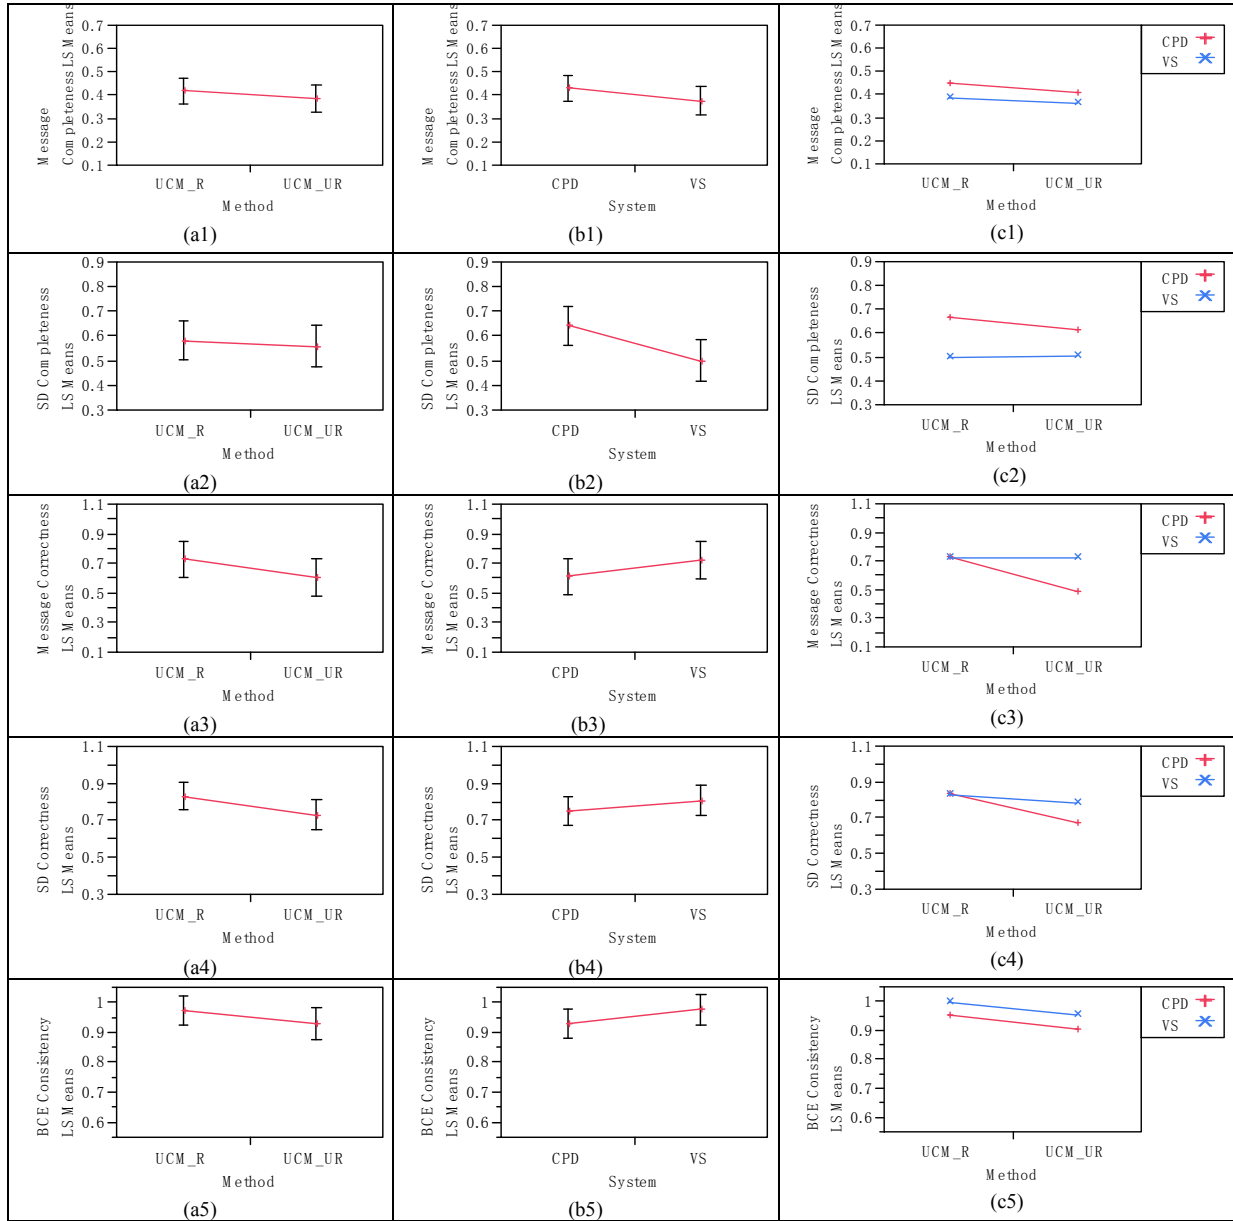 Message
Completeness LS Means
0.7
0.6
0.5
0.4
0.3
0.2
0.1
UCM_R UCM_UR
Method
(a1)
Message
Completeness LS Means
0.7
0.6
0.5
0.4
0.3
0.2
0.1
CPD VS
System
(b1)
Message
Completeness LS Means
0.7
0.6
0.5
0.4
0.3
0.2
0.1
UCM_R UCM_UR
Method
CPD
VS
(c1)
SD Completeness
LS Means
0.9
0.8
0.7
0.6
0.5
0.4
0.3
UCM_R UCM_UR
Method
(a2)
SD Completeness
LS Means
0.9
0.8
0.7
0.6
0.5
0.4
0.3
CPD VS
System
(b2)
SD Completeness
LS Means
0.9
0.8
0.7
0.6
0.5
0.4
0.3
UCM_R UCM_UR
Method
CPD
VS
(c2)
Message Correctness
LS Means
1.1
0.9
0.7
0.5
0.3
0.1
UCM_R UCM_UR
Method
(a3)
Message Correctness
LS Means
1.1
0.9
0.7
0.5
0.3
0.1
CPD VS
System
(b3)
Message Correctness
LS Means
1.1
0.9
0.7
0.5
0.3
0.1
UCM_R UCM_UR
Method
CPD
VS
(c3)
SD Correctness
LS Means
1.1
0.9
0.7
0.5
0.3
UCM_R UCM_UR
Method
(a4)
SD Correctness
LS Means
1.1
0.9
0.7
0.5
0.3
CPD VS
System
(b4)
SD Correctness
LS Means
1.1
0.9
0.7
0.5
0.3
UCM_R UCM_UR
Method
CPD
VS
(c4)
BCE Consistency
LS Means
1
0.9
0.8
0.7
0.6
UCM_R UCM_UR
Method
(a5)
BCE Consistency
LS Means
1
0.9
0.8
0.7
0.6
CPD VS
System
(b5)
BCE Consistency
LS Means
1
0.9
0.8
0.7
0.6
UCM_R UCM_UR
Method
CPD
VS
(c5)